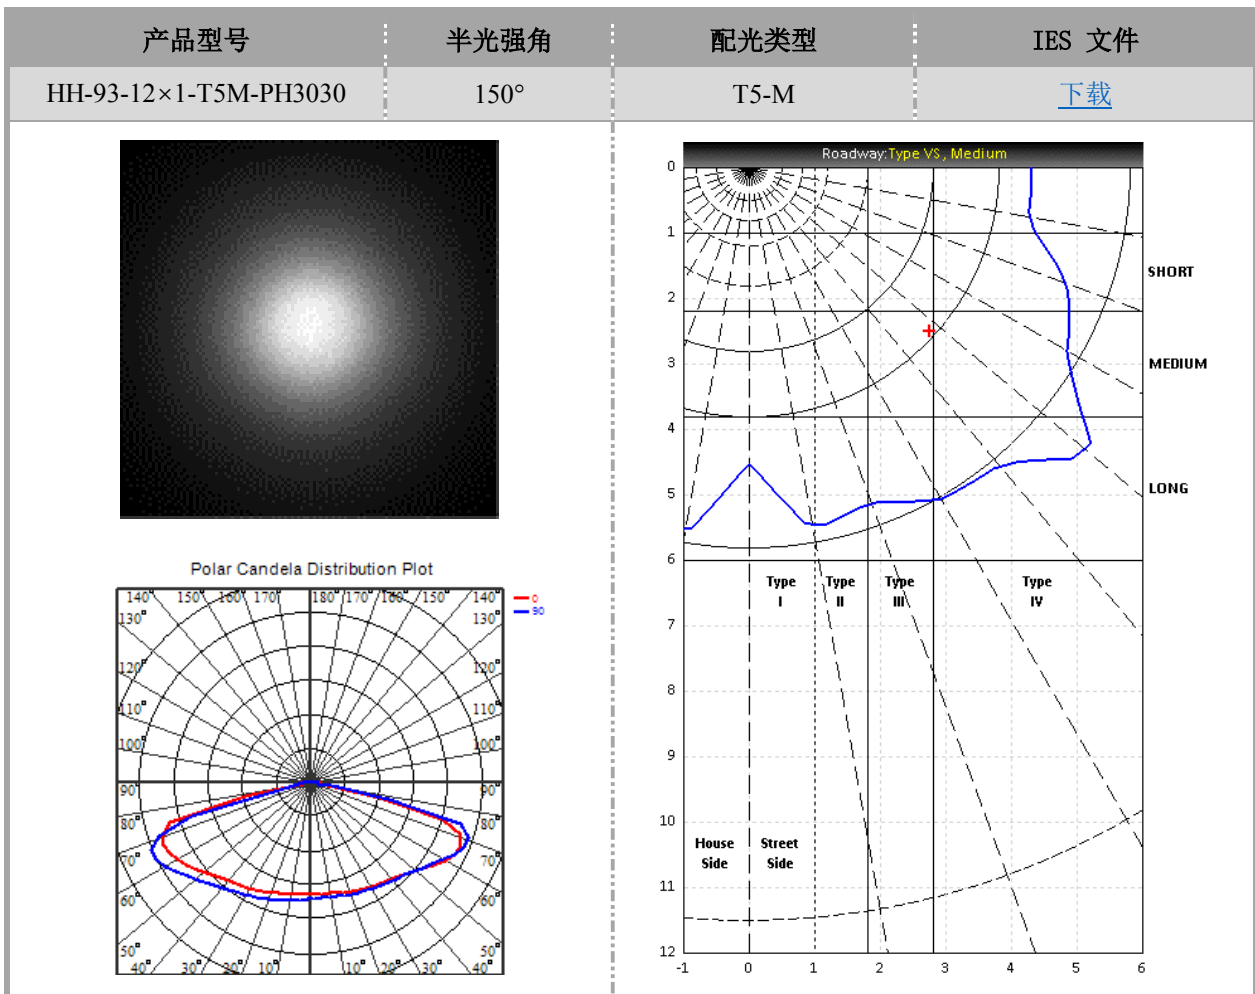 产品型号 半光强角 配光类型 IES 文件
HH-93-12×1-T5M-PH3030 150° T5-M 下载
Roadway:Type VS, Medium
0
1
2
3
4
5
6
7
8
9
10
11
12
SHORT
MEDIUM
LONG
Type I
Type II
Type III
Type IV
House Side
Street Side
-1 0 1 2 3 4 5 6
Polar Candela Distribution Plot
0
90
140° 150° 160° 170° 180° 170° 160° 150° 140°
130° 130°
120° 120°
110° 110°
100° 100°
90° 90°
80° 80°
70° 70°
60° 60°
50° 50°
40° 30° 20° 10° 10° 20° 30° 40°